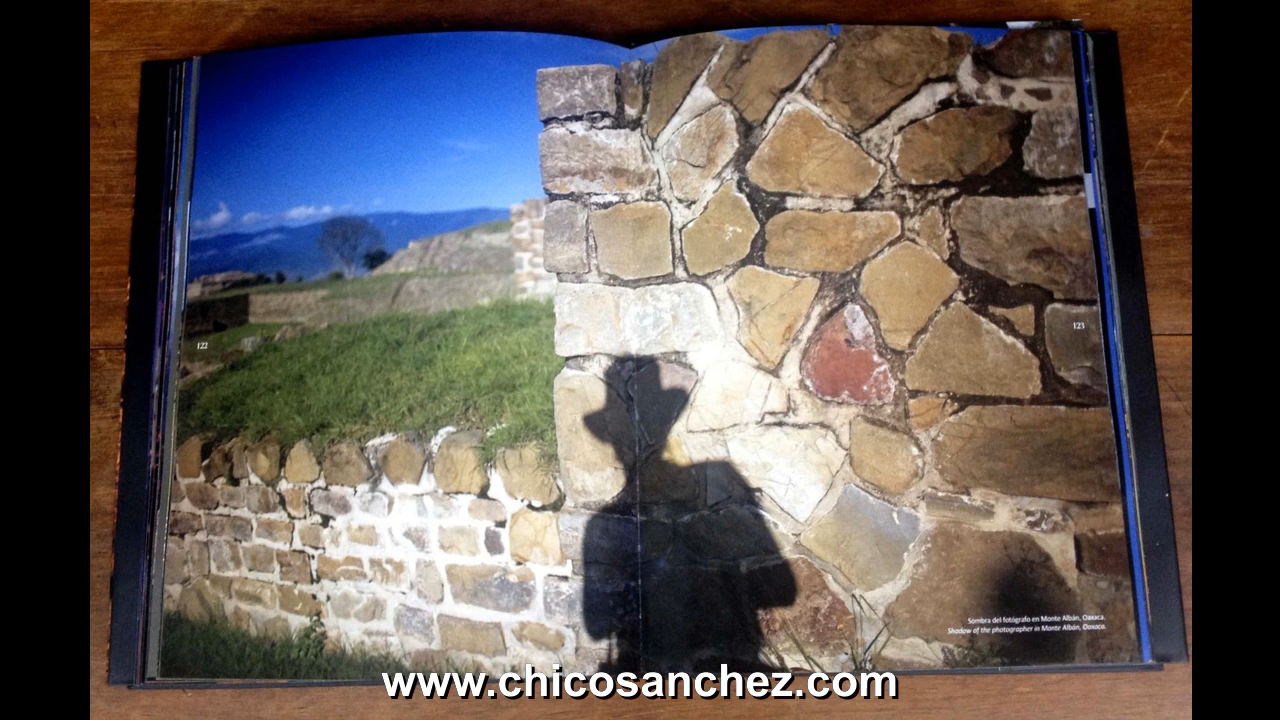 122
123
Sombra del fotógrafo en Monte Albán, Oaxaca.
Shadow of the photographer in Monte Albán, Oaxaca.
www.chicosanchez.com